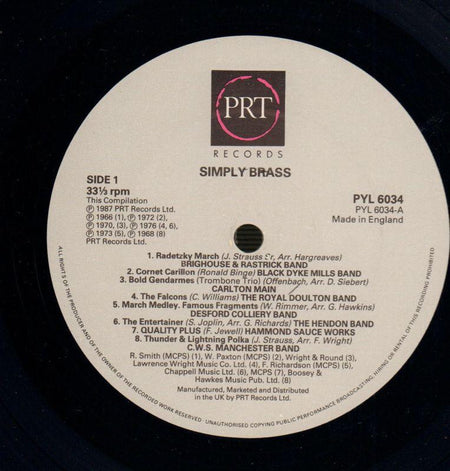 PRT
RECORDS
SIMPLY BRASS
SIDE 1
33⅓ rpm
This Compilation
℗ 1987 PRT Records Ltd.
℗ 1966 (1), ℗ 1972 (2),
℗ 1970, (3), ℗ 1976 (4, 6),
℗ 1973 (5), ℗ 1968 (8)
PRT Records Ltd.
PYL 6034
PYL 6034-A
Made in England
1. Radetzky March (J. Strauss Sr, Arr. Hargreaves)
BRIGHOUSE & RASTRICK BAND
2. Cornet Carillon (Ronald Binge) BLACK DYKE MILLS BAND
3. Bold Gendarmes (Trombone Trio) (Offenbach, Arr. D. Siebert)
CARLTON MAIN
4. The Falcons (C. Williams) THE ROYAL DOULTON BAND
5. March Medley. Famous Fragments (W. Rimmer, Arr. G. Hawkins)
DESFORD COLLIERY BAND
6. The Entertainer (S. Joplin, Arr. G. Richards) THE HENDON BAND
7. QUALITY PLUS (F. Jewell) HAMMOND SAUCE WORKS
8. Thunder & Lightning Polka (J. Strauss, Arr. F. Wright)
C.W.S. MANCHESTER BAND
R. Smith (MCPS) (1), W. Paxton (MCPS) (2), Wright & Round (3),
Lawrence Wright Music Co. Ltd. (4), F. Richardson (MCPS) (5),
Chappell Music Ltd. (6), MCPS (7), Boosey &
Hawkes Music Pub. Ltd. (8)
Manufactured, Marketed and Distributed
in the UK by PRT Records Ltd.
ALL RIGHTS OF THE PRODUCER AND OF THE OWNER OF THE RECORDED WORK RESERVED · UNAUTHORISED COPYING PUBLIC PERFORMANCE BROADCASTING, HIRING OR RENTAL OF THIS RECORDING PROHIBITED